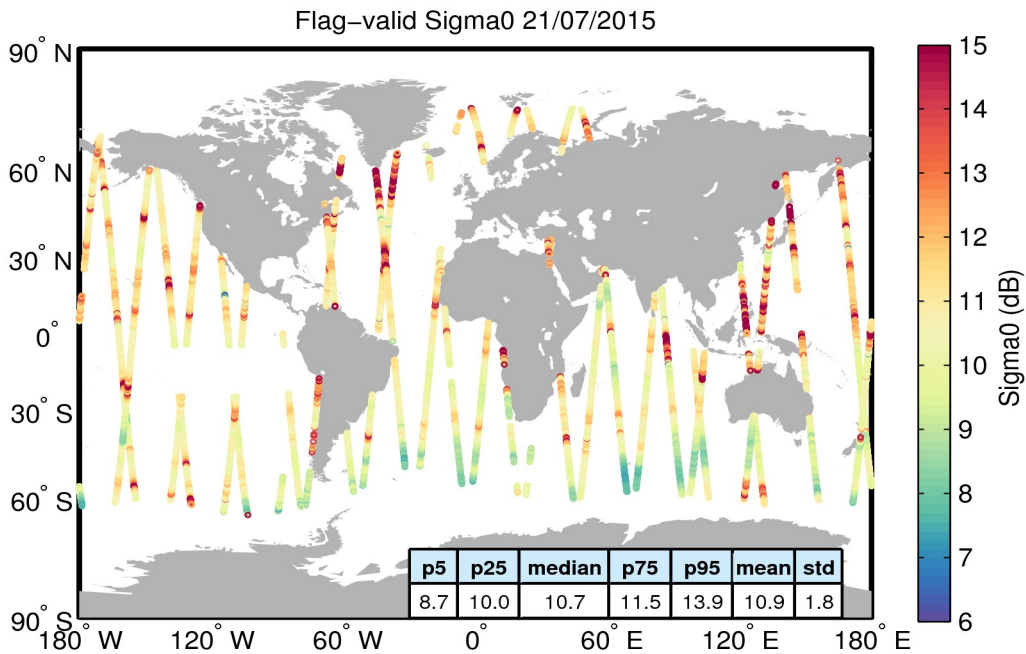 Flag−valid Sigma0 21/07/2015
90° N
60° N
30° N
0°
30° S
60° S
90° S
180° W
120° W
60° W
0°
60° E
120° E
180° E
15
14
13
12
11
10
9
8
7
6
Sigma0 (dB)
p5 p25 median p75 p95 mean std
8.7 10.0 10.7 11.5 13.9 10.9 1.8